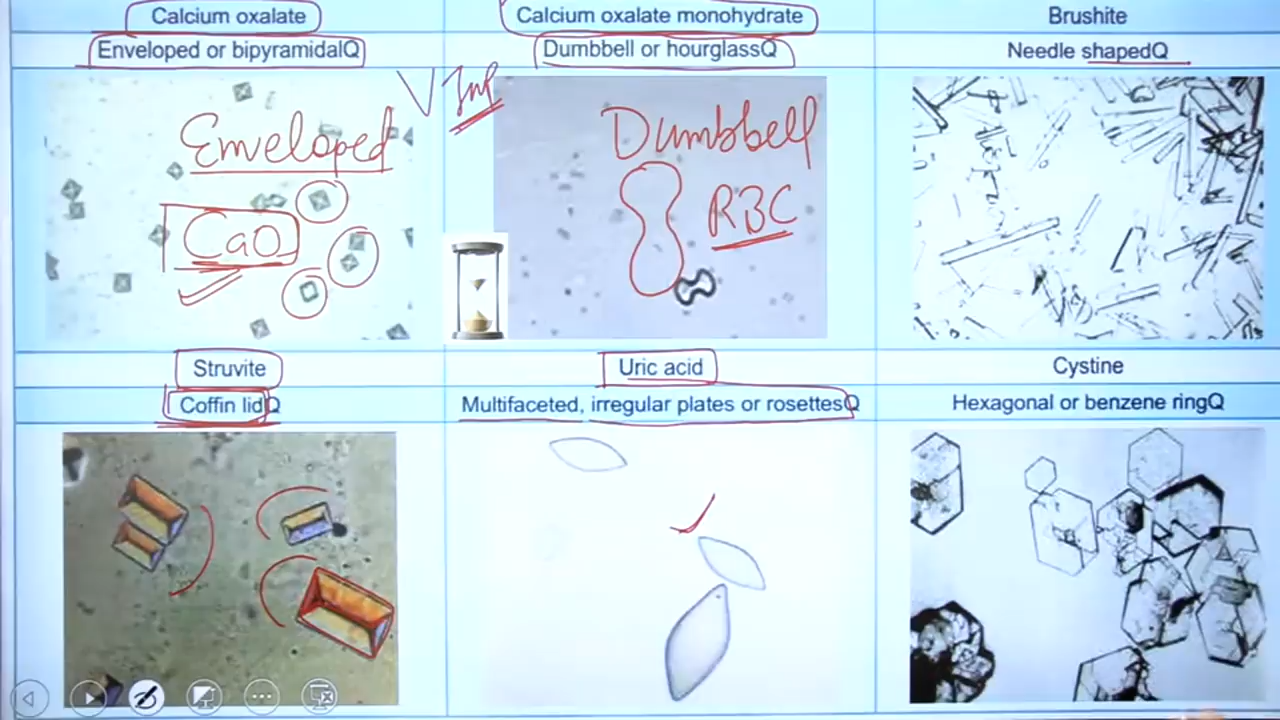 Calcium oxalate
Calcium oxalate monohydrate
Brushite
Enveloped or bipyramidalQ
Dumbbell or hourglassQ
Needle shapedQ
V Imp
Enveloped
CaO
Dumbbell
RBC
Struvite
Uric acid
Cystine
Coffin lidQ
Multifaceted, irregular plates or rosettesQ
Hexagonal or benzene ringQ